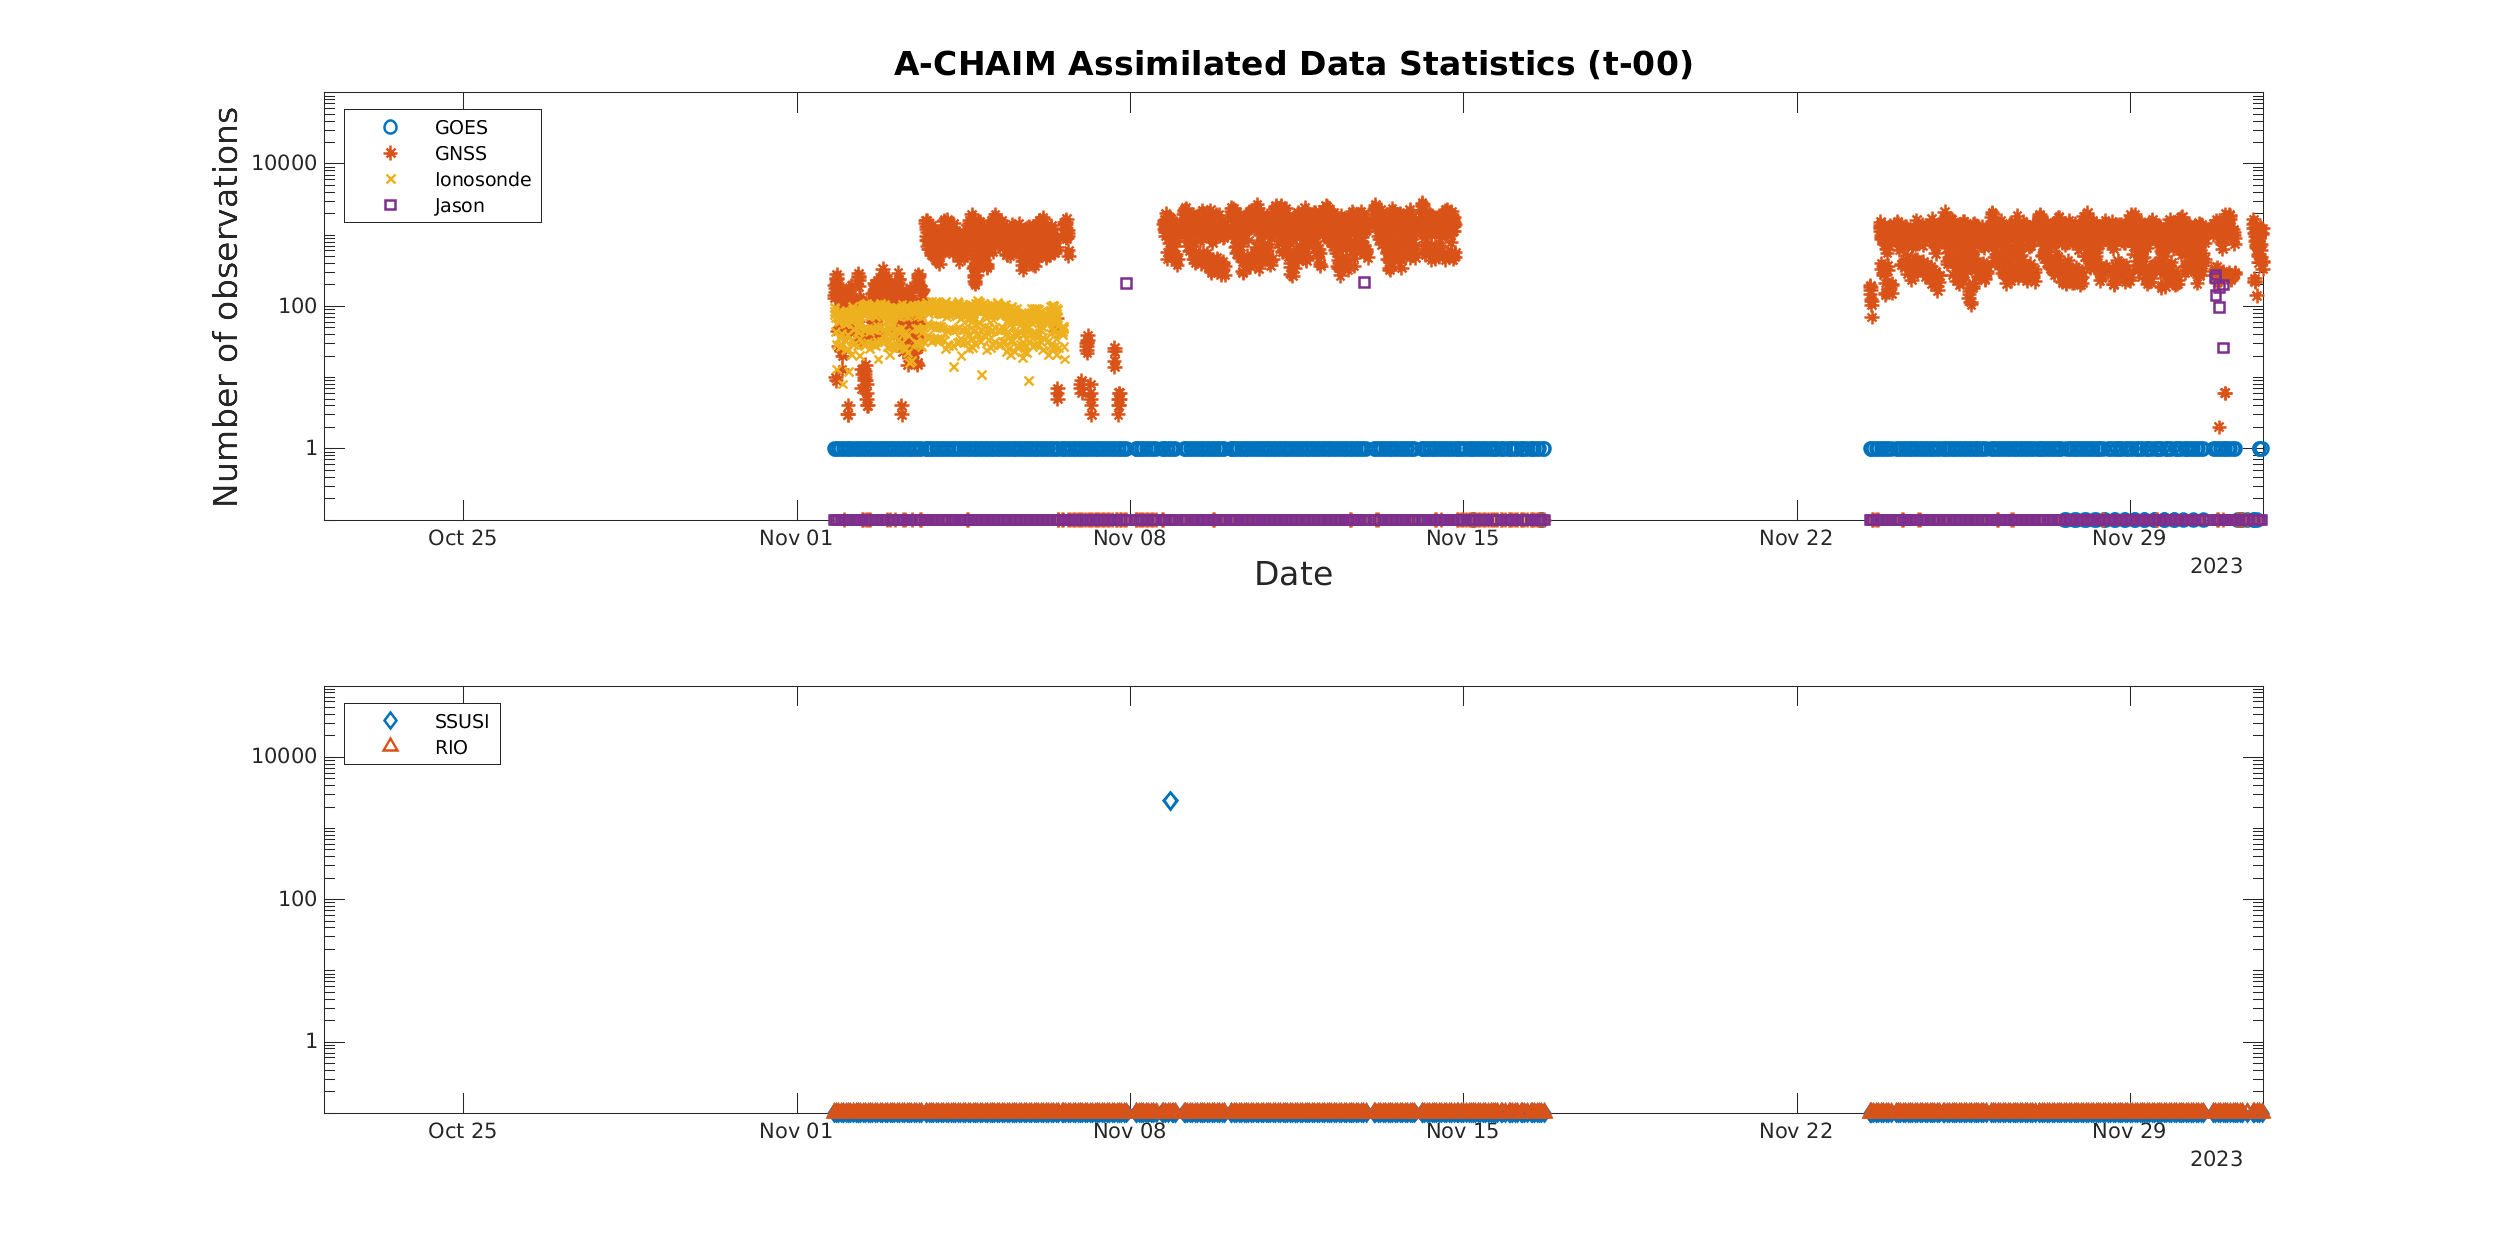 A-CHAIM Assimilated Data Statistics (t-00)
Number of observations
GOES
GNSS
Ionosonde
Jason
10000
100
1
Oct 25 Nov 01 Nov 08 Nov 15 Nov 22 Nov 29
2023
Date
SSUSI
RIO
10000
100
1
Oct 25 Nov 01 Nov 08 Nov 15 Nov 22 Nov 29
2023